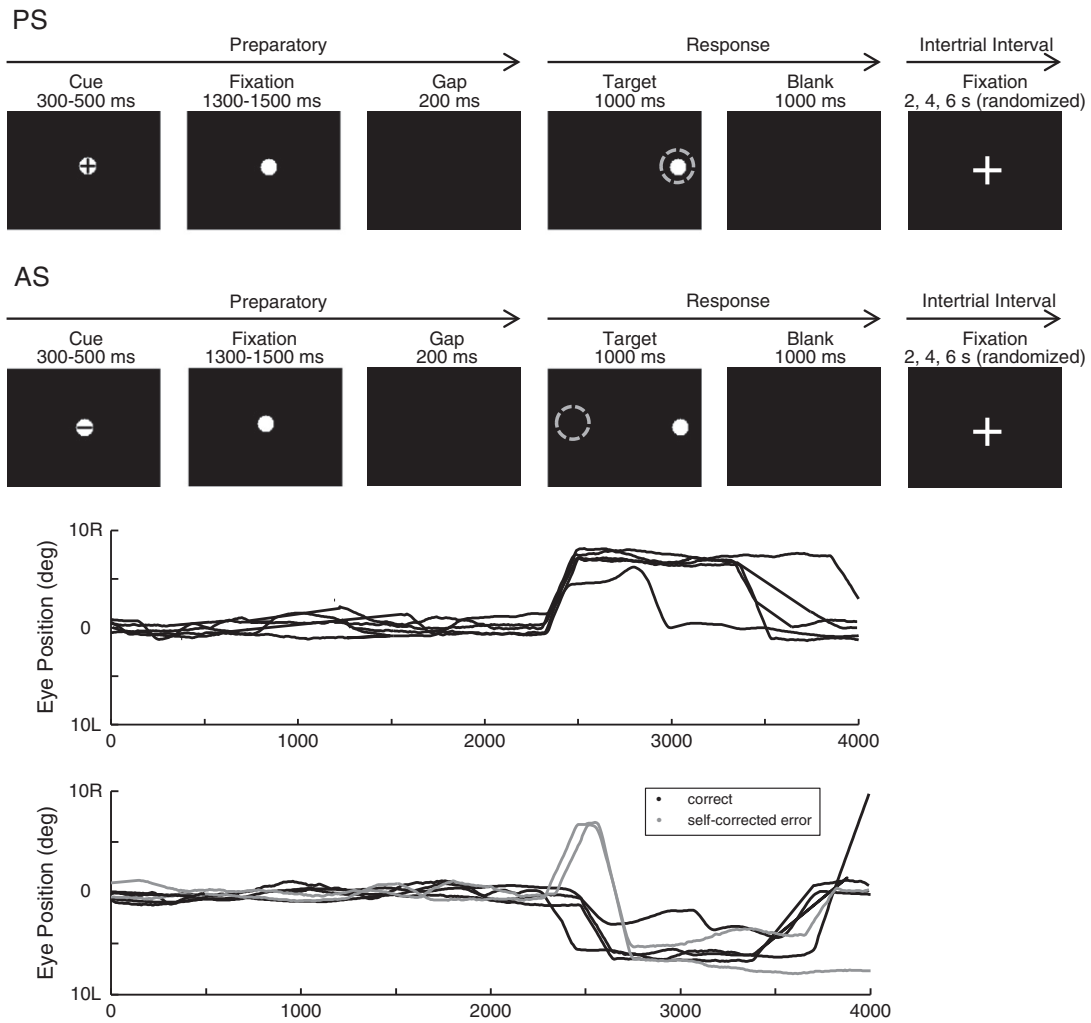 PS
Preparatory Response Intertrial Interval
Cue Fixation Gap Target Blank Fixation
300-500 ms 1300-1500 ms 200 ms 1000 ms 1000 ms 2, 4, 6 s (randomized)
AS
Preparatory Response Intertrial Interval
Cue Fixation Gap Target Blank Fixation
300-500 ms 1300-1500 ms 200 ms 1000 ms 1000 ms 2, 4, 6 s (randomized)
10R
0
10L
Eye Position (deg)
0 1000 2000 3000 4000
10R
correct
self-corrected error
0
10L
Eye Position (deg)
0 1000 2000 3000 4000